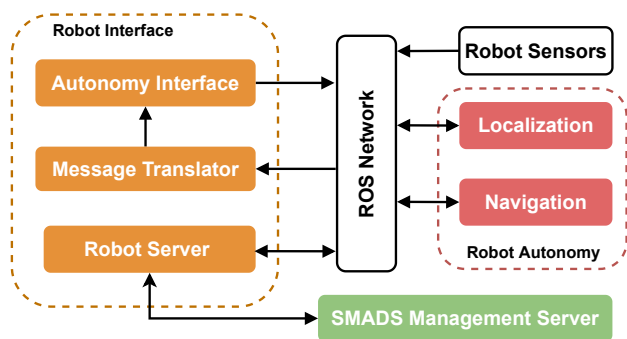 Robot Interface
Autonomy Interface
Message Translator
Robot Server
ROS Network
Robot Sensors
Localization
Navigation
Robot Autonomy
SMADS Management Server